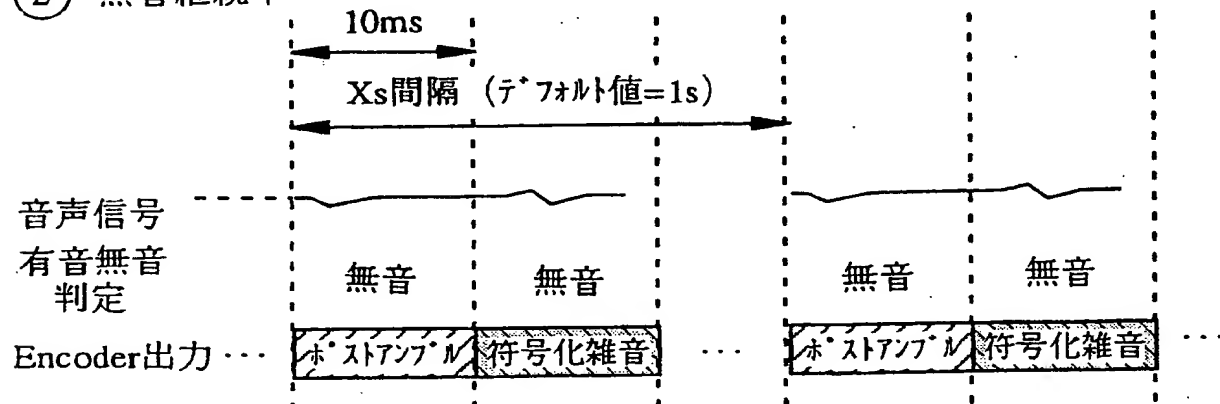 ② 無音継続中
10ms
Xs間隔 (デフォルト値=1s)
音声信号
有音無音
判定
無音 無音 無音 無音
Encoder出力 ··· ポストアンブル 符号化雑音 ··· ポストアンブル 符号化雑音 ···